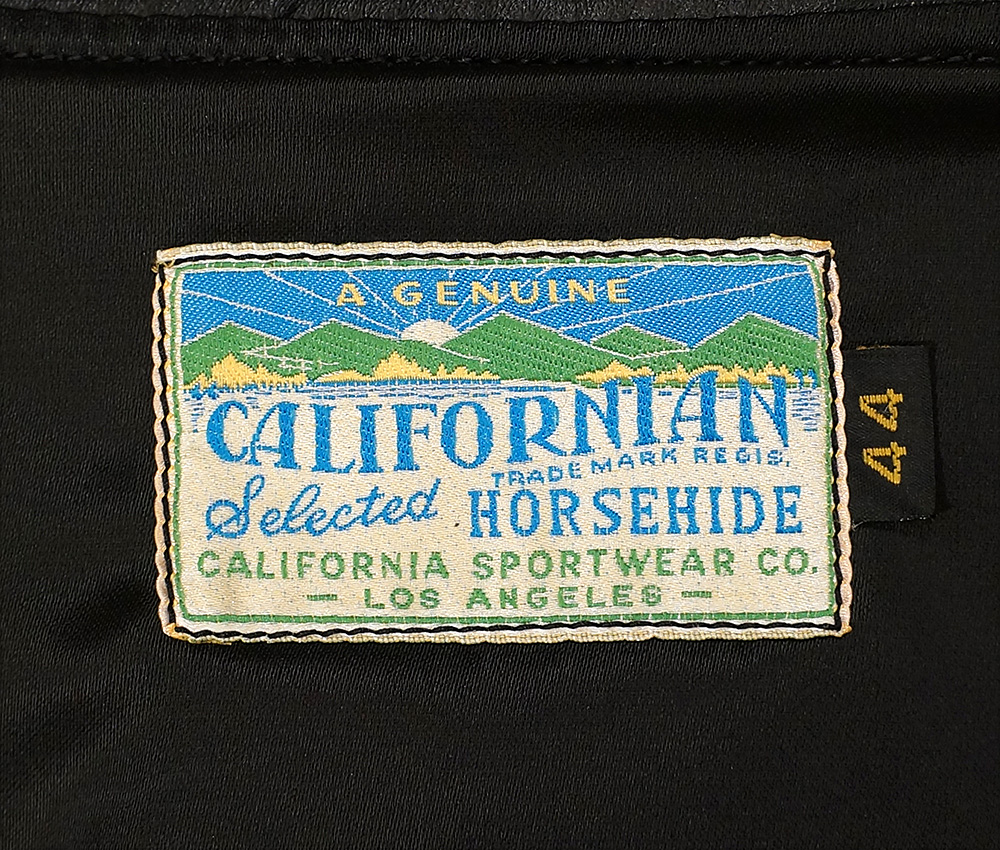 A GENUINE
CALIFORNIAN
TRADE MARK REGIS.
Selected HORSEHIDE
CALIFORNIA SPORTWEAR CO.
— LOS ANGELES —
44